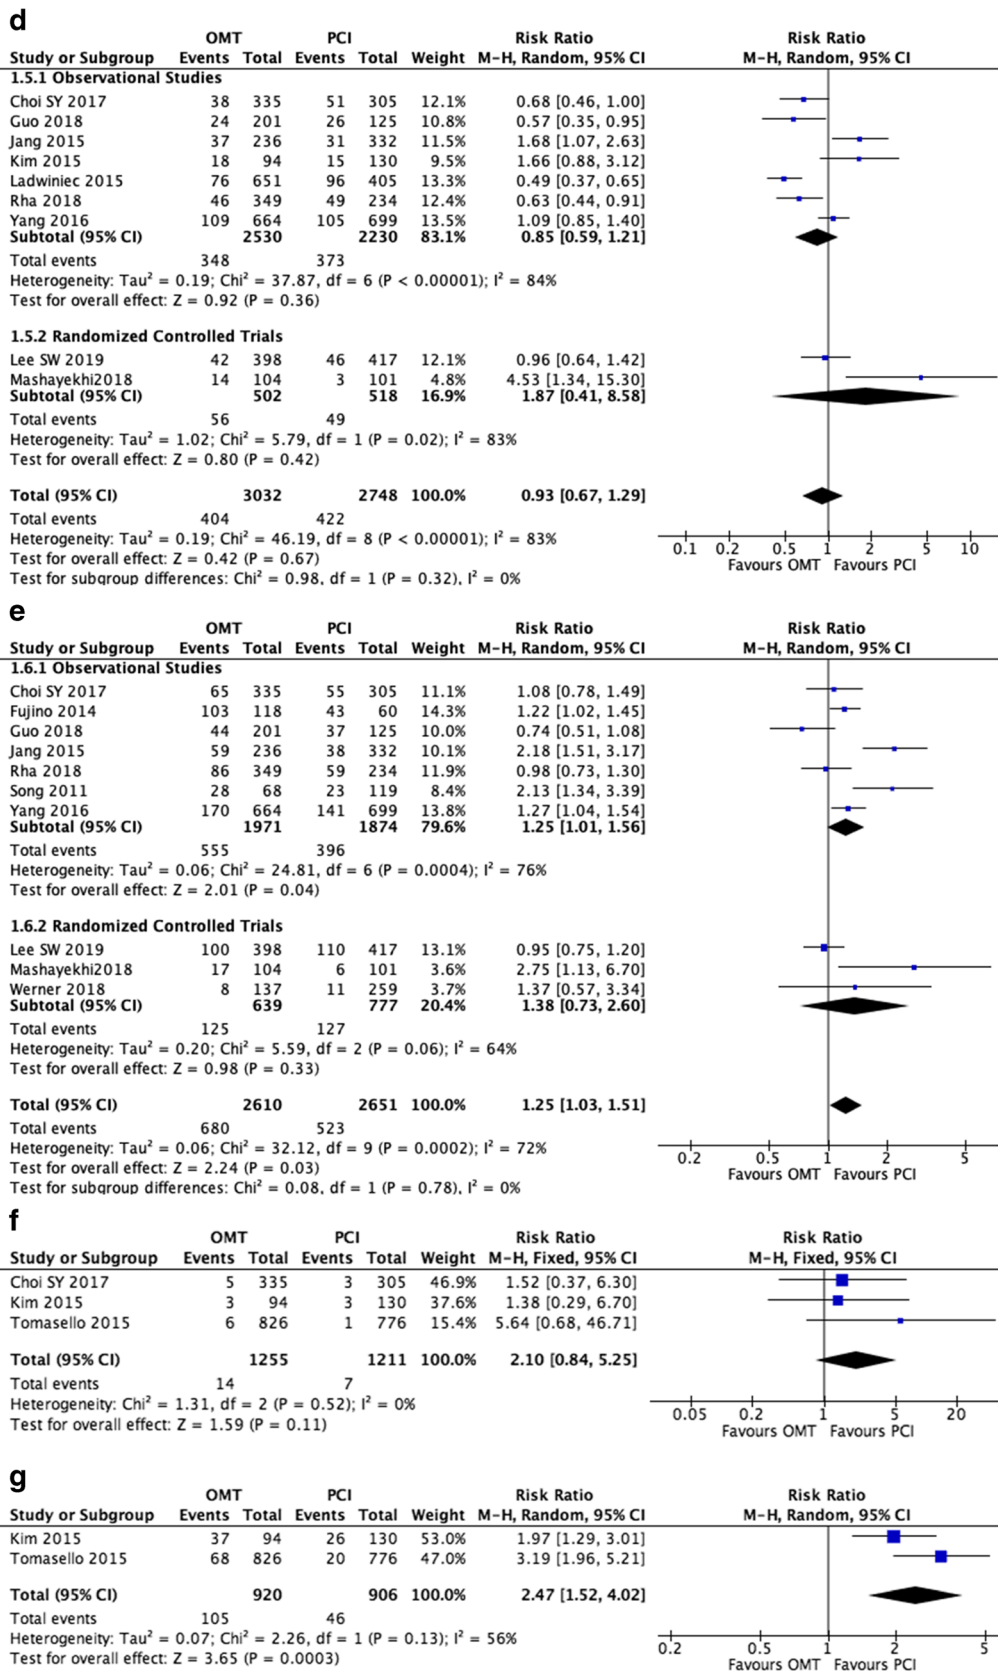 d
OMT PCI Risk Ratio Risk Ratio
Study or Subgroup Events Total Events Total Weight M-H, Random, 95% CI M-H, Random, 95% CI
1.5.1 Observational Studies
Choi SY 2017 38 335 51 305 12.1% 0.68 [0.46, 1.00]
Guo 2018 24 201 26 125 10.8% 0.57 [0.35, 0.95]
Jang 2015 37 236 31 332 11.5% 1.68 [1.07, 2.63]
Kim 2015 18 94 15 130 9.5% 1.66 [0.88, 3.12]
Ladwiniec 2015 76 651 96 405 13.3% 0.49 [0.37, 0.65]
Rha 2018 46 349 49 234 12.4% 0.63 [0.44, 0.91]
Yang 2016 109 664 105 699 13.5% 1.09 [0.85, 1.40]
Subtotal (95% CI) 2530 2230 83.1% 0.85 [0.59, 1.21]
Total events 348 373
Heterogeneity: Tau² = 0.19; Chi² = 37.87, df = 6 (P < 0.00001); I² = 84%
Test for overall effect: Z = 0.92 (P = 0.36)
1.5.2 Randomized Controlled Trials
Lee SW 2019 42 398 46 417 12.1% 0.96 [0.64, 1.42]
Mashayekhi2018 14 104 3 101 4.8% 4.53 [1.34, 15.30]
Subtotal (95% CI) 502 518 16.9% 1.87 [0.41, 8.58]
Total events 56 49
Heterogeneity: Tau² = 1.02; Chi² = 5.79, df = 1 (P = 0.02); I² = 83%
Test for overall effect: Z = 0.80 (P = 0.42)
Total (95% CI) 3032 2748 100.0% 0.93 [0.67, 1.29]
Total events 404 422
Heterogeneity: Tau² = 0.19; Chi² = 46.19, df = 8 (P < 0.00001); I² = 83%
0.1 0.2 0.5 1 2 5 10
Test for overall effect: Z = 0.42 (P = 0.67)
Favours OMT Favours PCI
Test for subgroup differences: Chi² = 0.98, df = 1 (P = 0.32), I² = 0%
e
OMT PCI Risk Ratio Risk Ratio
Study or Subgroup Events Total Events Total Weight M-H, Random, 95% CI M-H, Random, 95% CI
1.6.1 Observational Studies
Choi SY 2017 65 335 55 305 11.1% 1.08 [0.78, 1.49]
Fujino 2014 103 118 43 60 14.3% 1.22 [1.02, 1.45]
Guo 2018 44 201 37 125 10.0% 0.74 [0.51, 1.08]
Jang 2015 59 236 38 332 10.1% 2.18 [1.51, 3.17]
Rha 2018 86 349 59 234 11.9% 0.98 [0.73, 1.30]
Song 2011 28 68 23 119 8.4% 2.13 [1.34, 3.39]
Yang 2016 170 664 141 699 13.8% 1.27 [1.04, 1.54]
Subtotal (95% CI) 1971 1874 79.6% 1.25 [1.01, 1.56]
Total events 555 396
Heterogeneity: Tau² = 0.06; Chi² = 24.81, df = 6 (P = 0.0004); I² = 76%
Test for overall effect: Z = 2.01 (P = 0.04)
1.6.2 Randomized Controlled Trials
Lee SW 2019 100 398 110 417 13.1% 0.95 [0.75, 1.20]
Mashayekhi2018 17 104 6 101 3.6% 2.75 [1.13, 6.70]
Werner 2018 8 137 11 259 3.7% 1.37 [0.57, 3.34]
Subtotal (95% CI) 639 777 20.4% 1.38 [0.73, 2.60]
Total events 125 127
Heterogeneity: Tau² = 0.20; Chi² = 5.59, df = 2 (P = 0.06); I² = 64%
Test for overall effect: Z = 0.98 (P = 0.33)
Total (95% CI) 2610 2651 100.0% 1.25 [1.03, 1.51]
Total events 680 523
Heterogeneity: Tau² = 0.06; Chi² = 32.12, df = 9 (P = 0.0002); I² = 72%
0.2 0.5 1 2 5
Test for overall effect: Z = 2.24 (P = 0.03)
Favours OMT Favours PCI
Test for subgroup differences: Chi² = 0.08, df = 1 (P = 0.78), I² = 0%
f
OMT PCI Risk Ratio Risk Ratio
Study or Subgroup Events Total Events Total Weight M-H, Fixed, 95% CI M-H, Fixed, 95% CI
Choi SY 2017 5 335 3 305 46.9% 1.52 [0.37, 6.30]
Kim 2015 3 94 3 130 37.6% 1.38 [0.29, 6.70]
Tomasello 2015 6 826 1 776 15.4% 5.64 [0.68, 46.71]
Total (95% CI) 1255 1211 100.0% 2.10 [0.84, 5.25]
Total events 14 7
Heterogeneity: Chi² = 1.31, df = 2 (P = 0.52); I² = 0%
0.05 0.2 1 5 20
Test for overall effect: Z = 1.59 (P = 0.11)
Favours OMT Favours PCI
g
OMT PCI Risk Ratio Risk Ratio
Study or Subgroup Events Total Events Total Weight M-H, Random, 95% CI M-H, Random, 95% CI
Kim 2015 37 94 26 130 53.0% 1.97 [1.29, 3.01]
Tomasello 2015 68 826 20 776 47.0% 3.19 [1.96, 5.21]
Total (95% CI) 920 906 100.0% 2.47 [1.52, 4.02]
Total events 105 46
Heterogeneity: Tau² = 0.07; Chi² = 2.26, df = 1 (P = 0.13); I² = 56%
0.2 0.5 1 2 5
Test for overall effect: Z = 3.65 (P = 0.0003)
Favours OMT Favours PCI